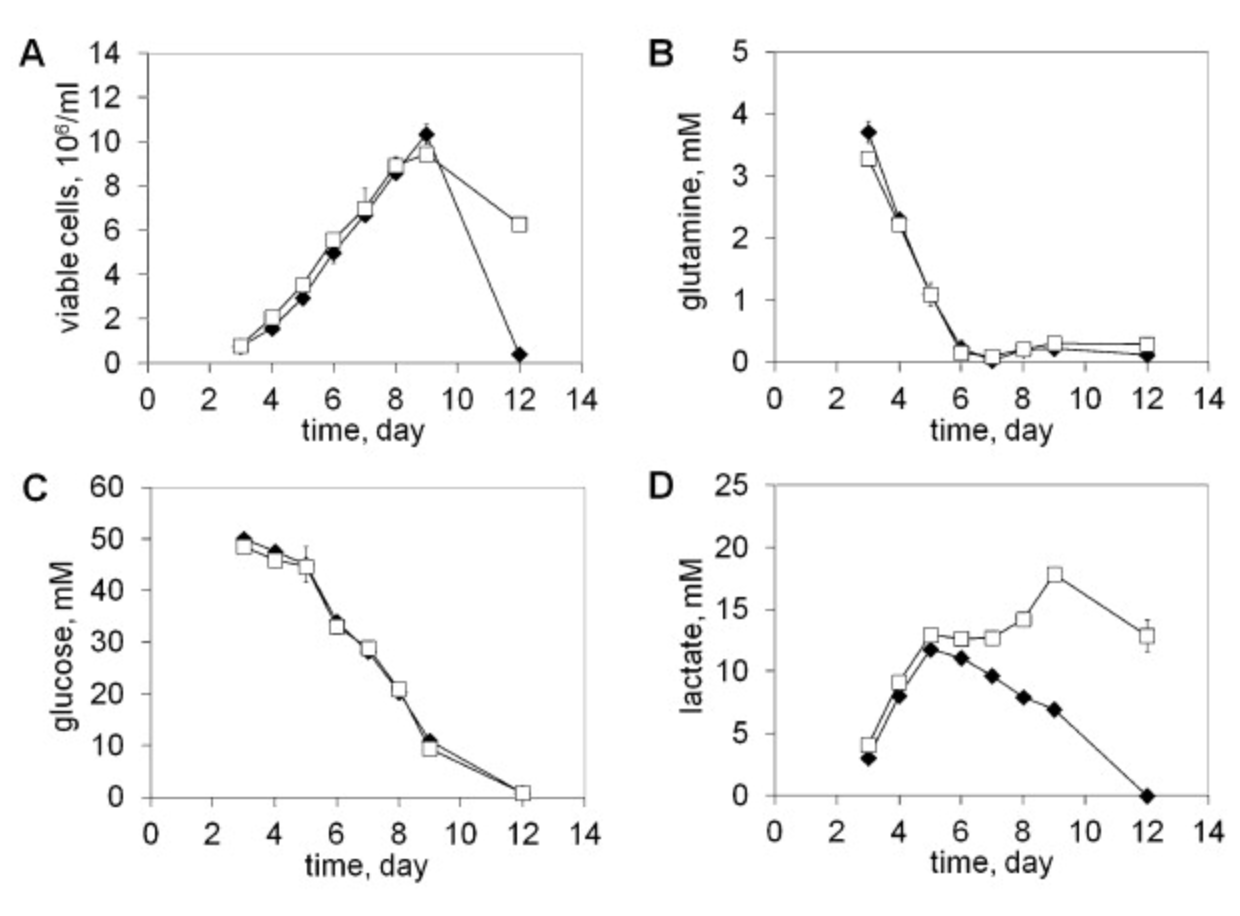 A
viable cells, 10⁶/ml
14
12
10
8
6
4
2
0
0 2 4 6 8 10 12 14
time, day
B
glutamine, mM
5
4
3
2
1
0
0 2 4 6 8 10 12 14
time, day
C
glucose, mM
60
50
40
30
20
10
0
0 2 4 6 8 10 12 14
time, day
D
lactate, mM
25
20
15
10
5
0
0 2 4 6 8 10 12 14
time, day